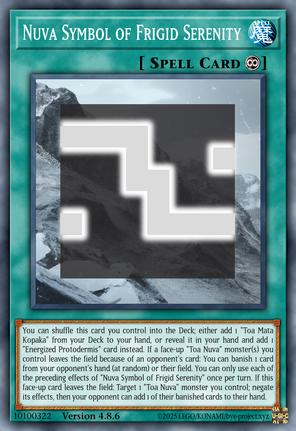 Nuva Symbol of Frigid Serenity
魔
[ Spell Card ]
You can shuffle this card you control into the Deck; either add 1 "Toa Mata
Kopaka" from your Deck to your hand, or reveal it in your hand and add 1
"Energized Protodermis" card instead. If a face-up "Toa Nuva" monster(s) you
control leaves the field because of an opponent's card: You can banish 1 card
from your opponent's hand (at random) or their field. You can only use each of
the preceding effects of "Nuva Symbol of Frigid Serenity" once per turn. If this
face-up card leaves the field: Target 1 "Toa Nuva" monster you control; negate
its effects, then your opponent can add 1 of their banished cards to their hand.
10100322
Version 4.8.6
©2025 LEGO/KONAMI/bye-project.xyz